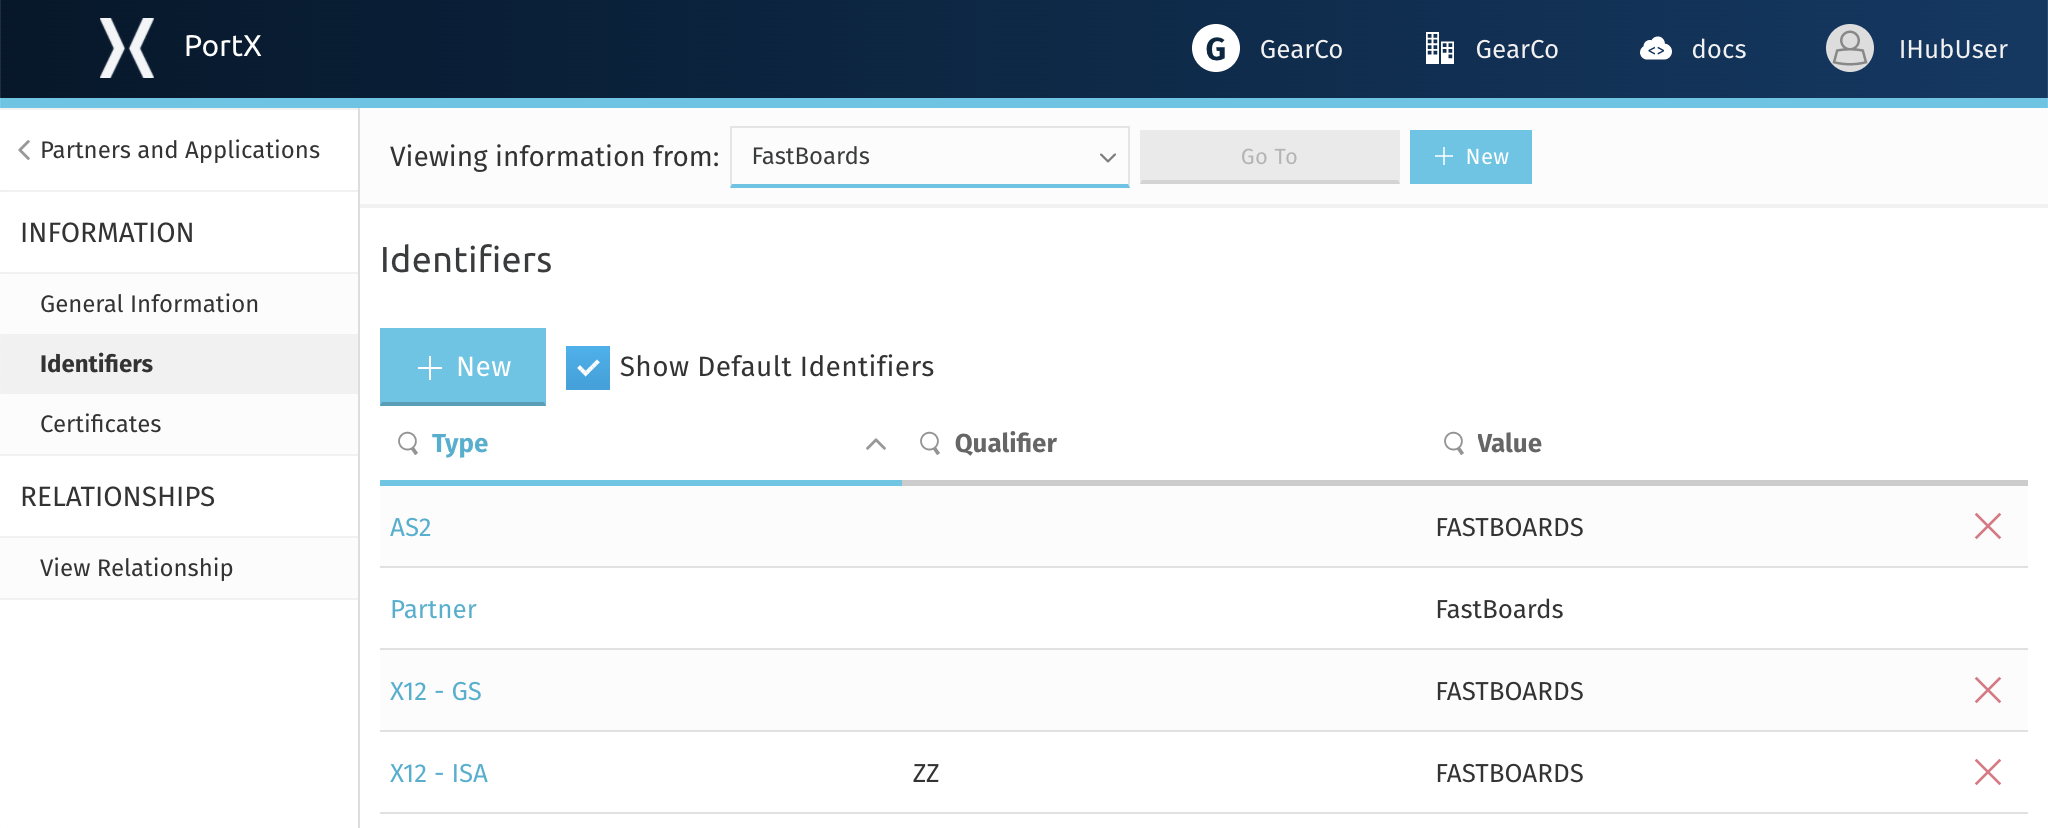 PortX
G GearCo
GearCo
docs
IHubUser
Partners and Applications
INFORMATION
General Information
Identifiers
Certificates
RELATIONSHIPS
View Relationship
Viewing information from: FastBoards Go To + New
Identifiers
+ New Show Default Identifiers
Type Qualifier Value
AS2 FASTBOARDS
Partner FastBoards
X12 - GS FASTBOARDS
X12 - ISA ZZ FASTBOARDS